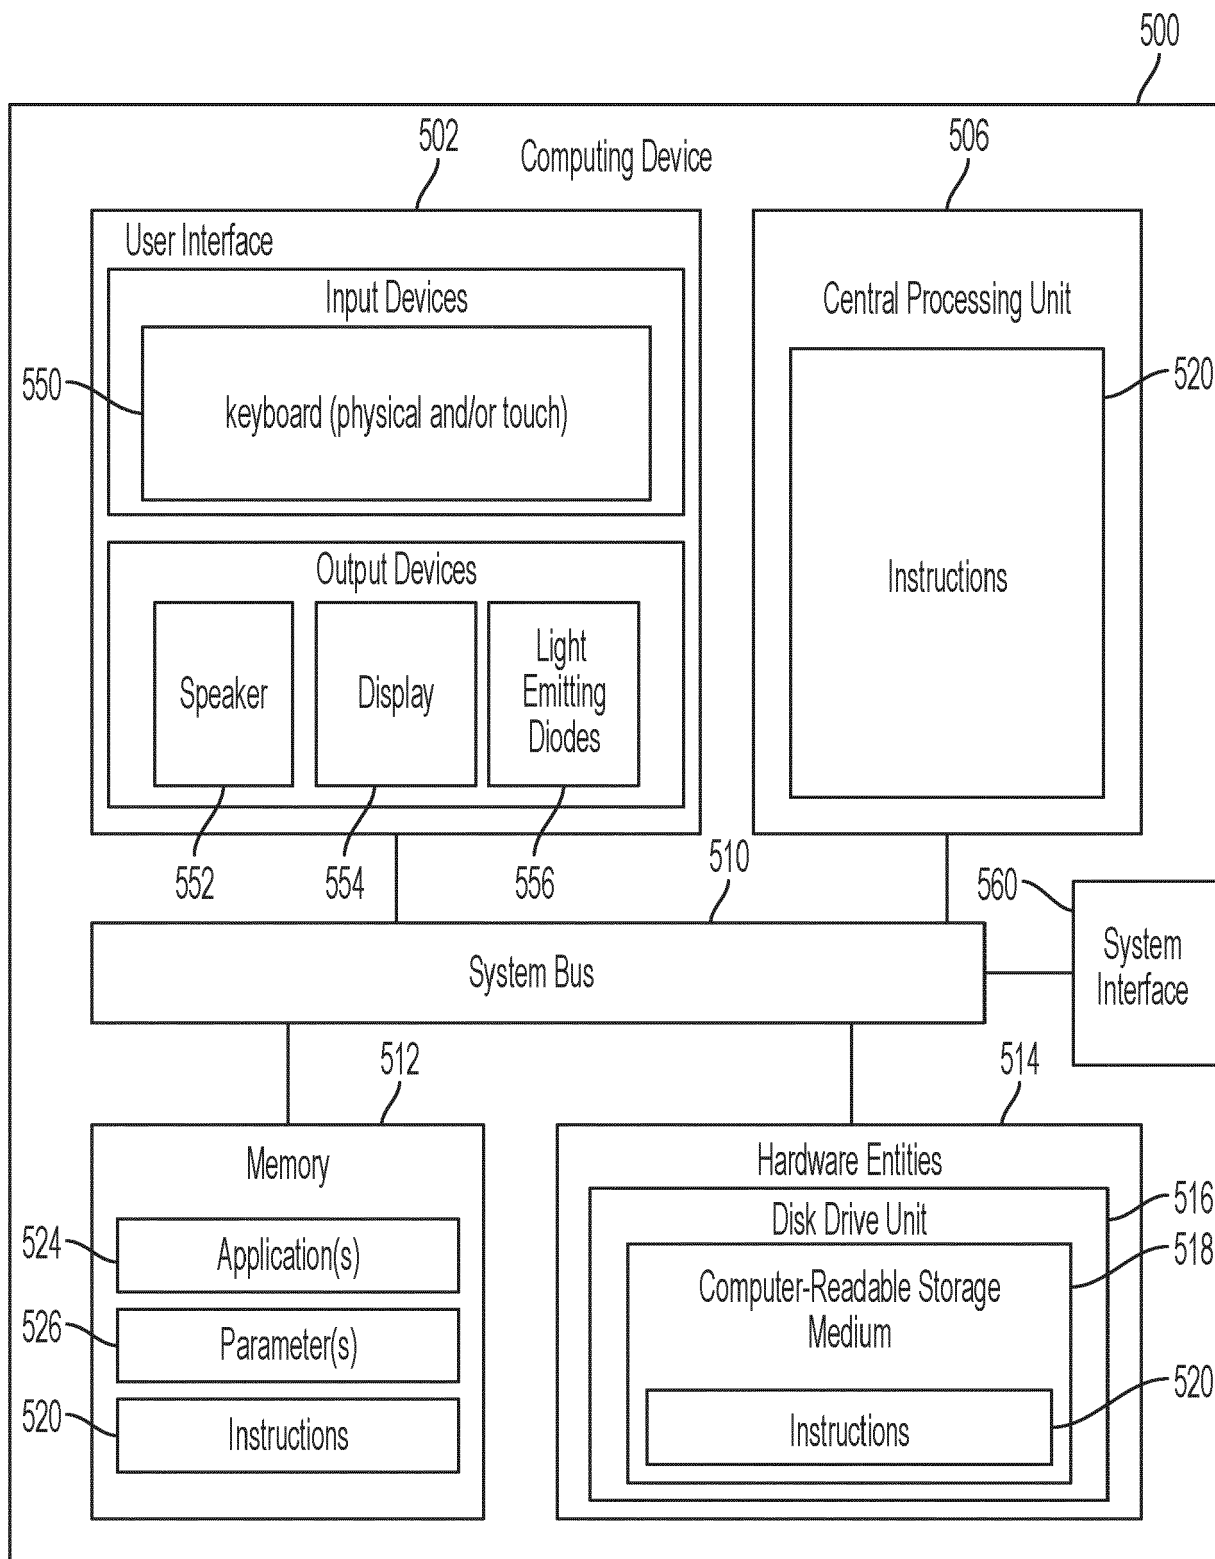 500
502
506
Computing Device
User Interface
Input Devices
Central Processing Unit
550
520
keyboard (physical and/or touch)
Output Devices
Instructions
Speaker
Display
Light
Emitting
Diodes
552
554
556
510
560
System Bus
System
Interface
512
514
Memory
Hardware Entities
516
Disk Drive Unit
524
518
Application(s)
Computer-Readable Storage
Medium
526
Parameter(s)
520
520
Instructions
Instructions